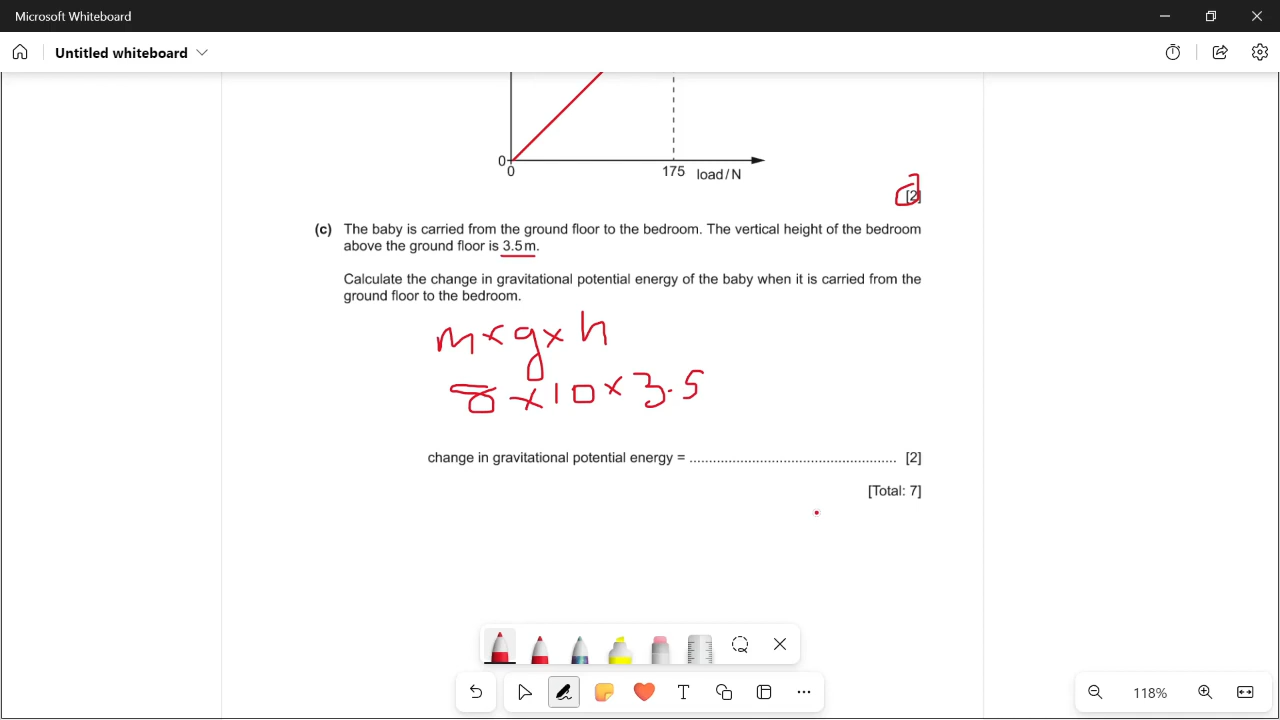 Microsoft Whiteboard
Untitled whiteboard
0
0
175
load/N
[2]
(c) The baby is carried from the ground floor to the bedroom. The vertical height of the bedroom
above the ground floor is 3.5 m.
Calculate the change in gravitational potential energy of the baby when it is carried from the
ground floor to the bedroom.
m × g × h
8 × 10 × 3.5
change in gravitational potential energy = .................................................... [2]
[Total: 7]
118%